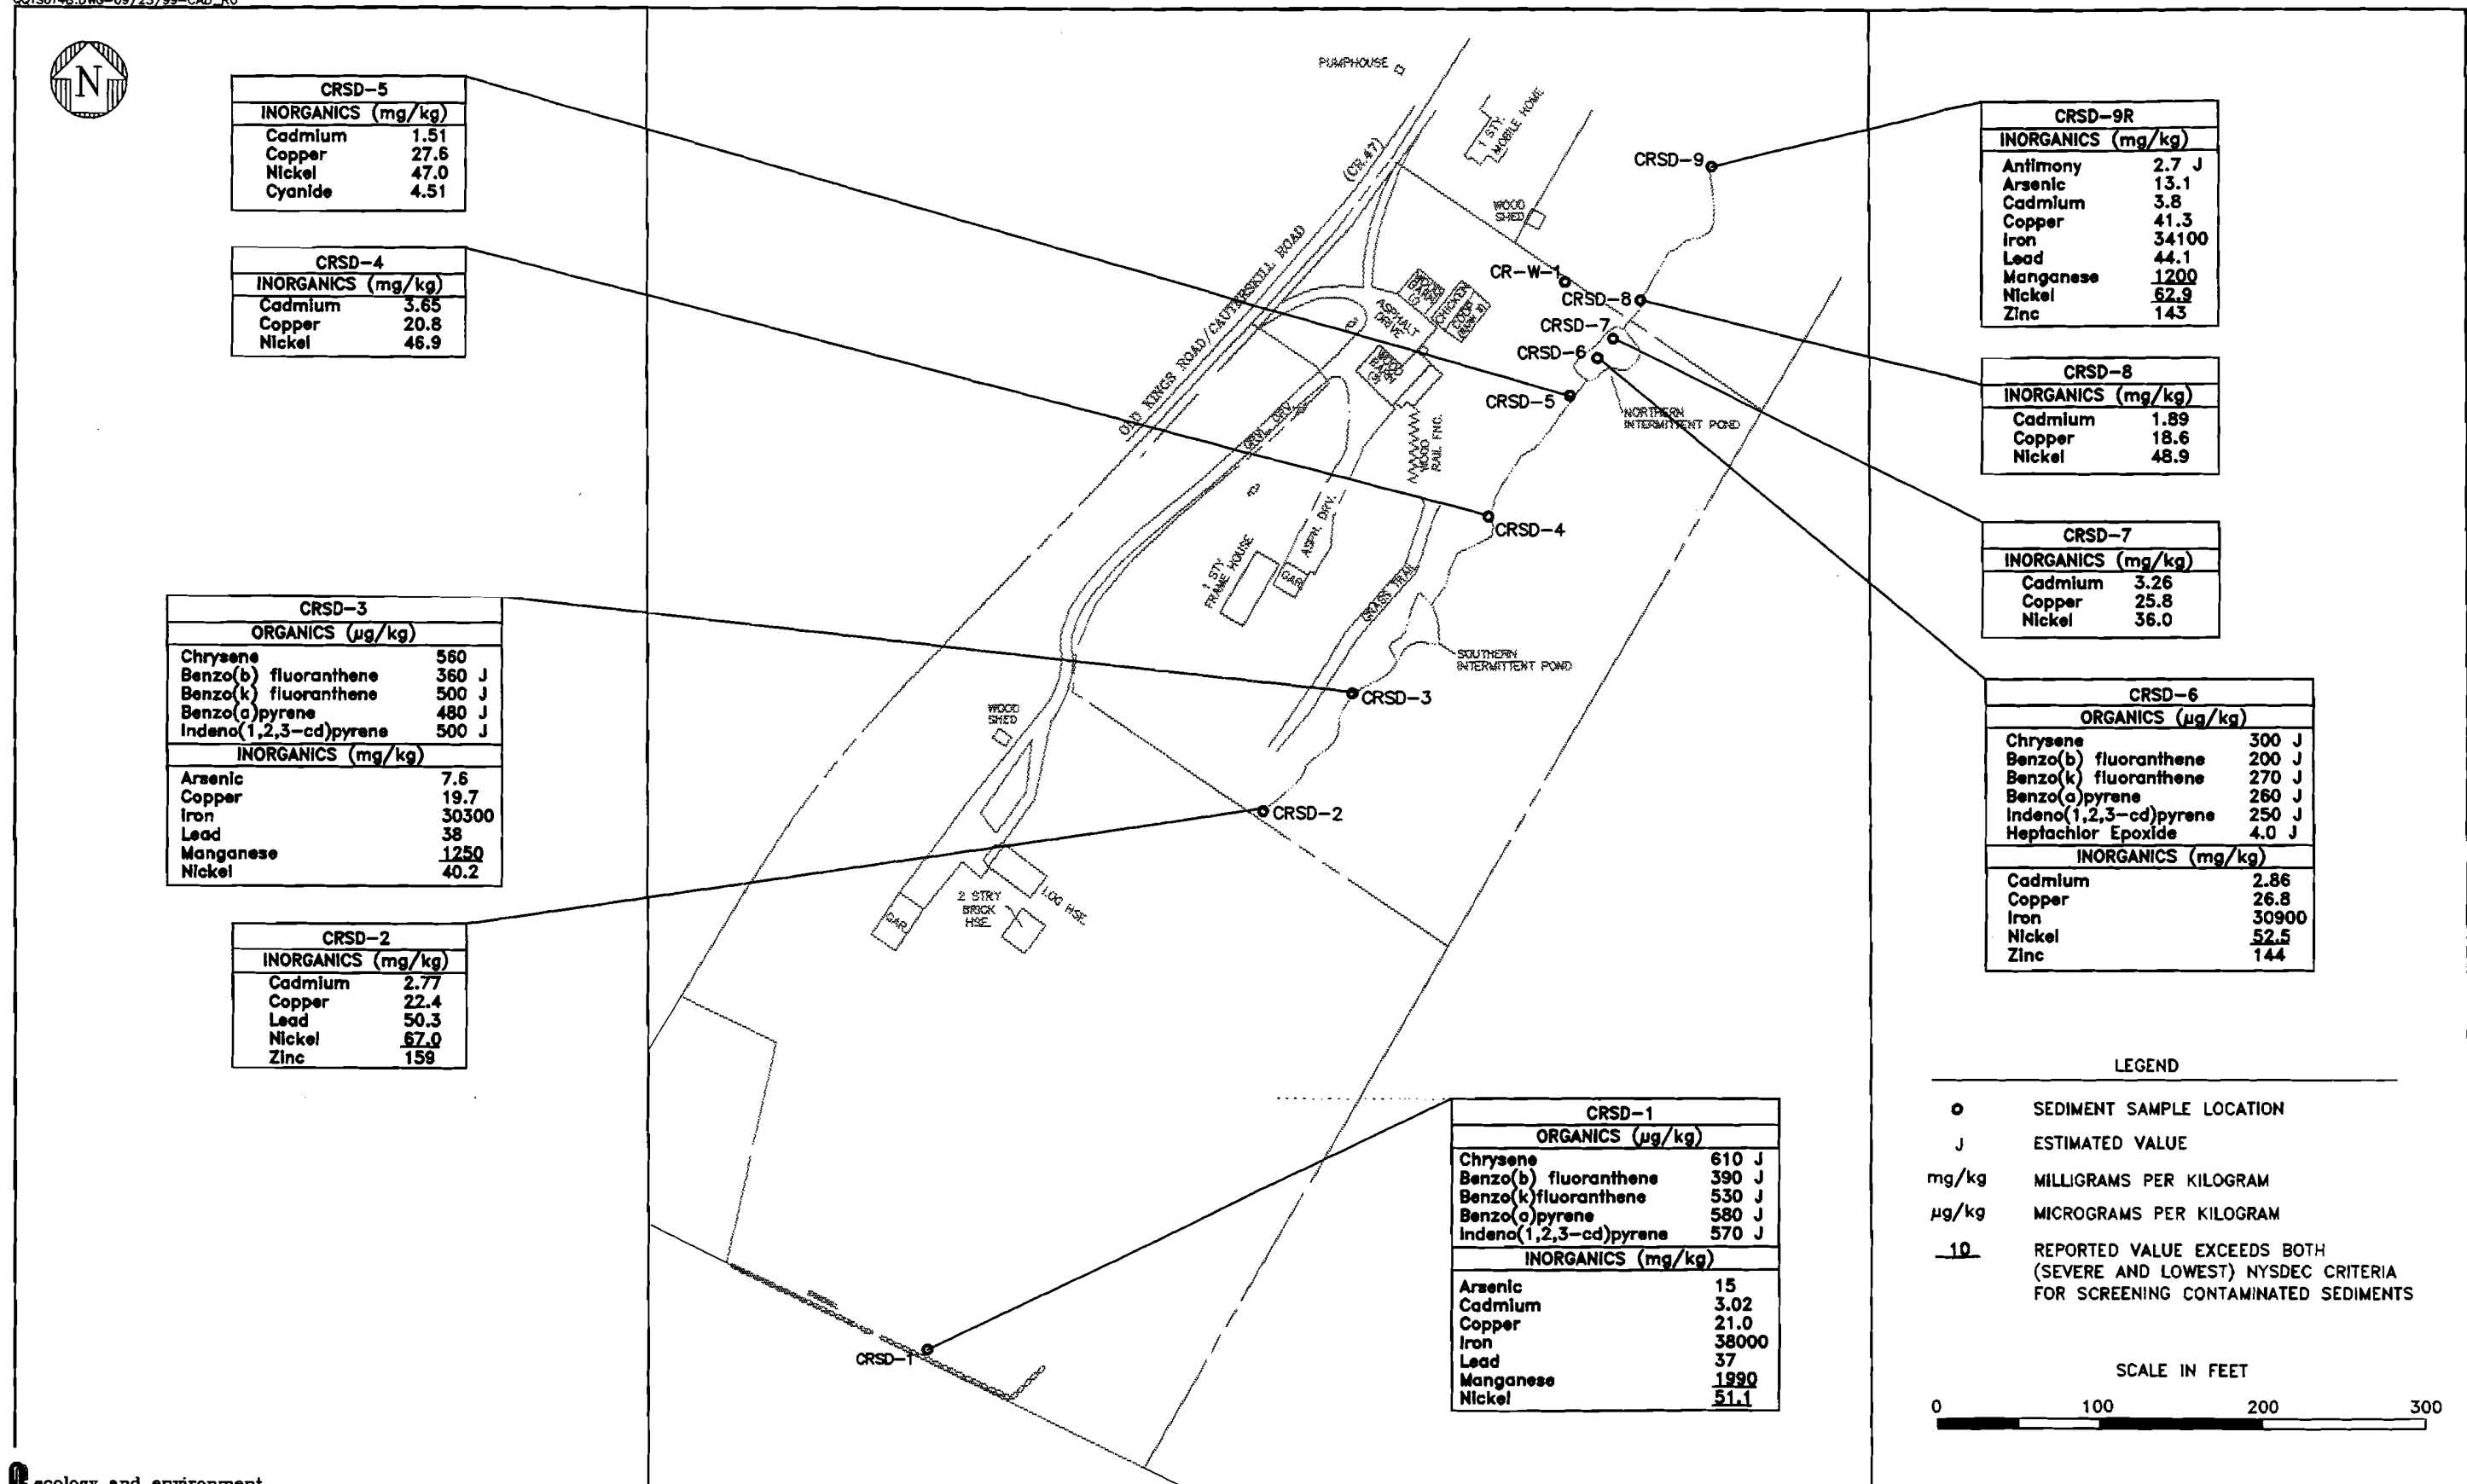 N
CRSD-5
INORGANICS (mg/kg)
Cadmium 1.51
Copper 27.6
Nickel 47.0
Cyanide 4.51
CRSD-4
INORGANICS (mg/kg)
Cadmium 3.65
Copper 20.8
Nickel 46.9
CRSD-3
ORGANICS (µg/kg)
Chrysene 560
Benzo(b) fluoranthene 360 J
Benzo(k) fluoranthene 500 J
Benzo(a)pyrene 480 J
Indeno(1,2,3-cd)pyrene 500 J
INORGANICS (mg/kg)
Arsenic 7.6
Copper 19.7
Iron 30300
Lead 38
Manganese 1250
Nickel 40.2
CRSD-2
INORGANICS (mg/kg)
Cadmium 2.77
Copper 22.4
Lead 50.3
Nickel 67.0
Zinc 159
PUMPHOUSE
1 STY.
MOBILE HOME
(CR.47)
OLD KINGS ROAD/CAUTERSKILL ROAD
WOOD
SHED
CRSD-9
CR-W-1
CRSD-8
CRSD-7
CRSD-6
CRSD-5
ASPHALT
DRIVE
CHICKEN
COOP
NORTHERN
INTERMITTENT POND
WOOD
RAIL FNC.
GRVL. DRV.
CRSD-4
1 STY
FRAME HOUSE
GAR.
ASPH. DRV.
GRASS TRAIL
SOUTHERN
INTERMITTENT POND
CRSD-3
WOOD
SHED
CRSD-2
2 STRY
BRICK
HSE.
LOG HSE.
GAR.
CRSD-1
CRSD-1
ORGANICS (µg/kg)
Chrysene 610 J
Benzo(b) fluoranthene 390 J
Benzo(k)fluoranthene 530 J
Benzo(a)pyrene 580 J
Indeno(1,2,3-cd)pyrene 570 J
INORGANICS (mg/kg)
Arsenic 15
Cadmium 3.02
Copper 21.0
Iron 38000
Lead 37
Manganese 1990
Nickel 51.1
CRSD-9R
INORGANICS (mg/kg)
Antimony 2.7 J
Arsenic 13.1
Cadmium 3.8
Copper 41.3
Iron 34100
Lead 44.1
Manganese 1200
Nickel 62.9
Zinc 143
CRSD-8
INORGANICS (mg/kg)
Cadmium 1.89
Copper 18.6
Nickel 48.9
CRSD-7
INORGANICS (mg/kg)
Cadmium 3.26
Copper 25.8
Nickel 36.0
CRSD-6
ORGANICS (µg/kg)
Chrysene 300 J
Benzo(b) fluoranthene 200 J
Benzo(k) fluoranthene 270 J
Benzo(a)pyrene 260 J
Indeno(1,2,3-cd)pyrene 250 J
Heptachlor Epoxide 4.0 J
INORGANICS (mg/kg)
Cadmium 2.86
Copper 26.8
Iron 30900
Nickel 52.5
Zinc 144
LEGEND
SEDIMENT SAMPLE LOCATION
J ESTIMATED VALUE
mg/kg MILLIGRAMS PER KILOGRAM
µg/kg MICROGRAMS PER KILOGRAM
10 REPORTED VALUE EXCEEDS BOTH
(SEVERE AND LOWEST) NYSDEC CRITERIA
FOR SCREENING CONTAMINATED SEDIMENTS
SCALE IN FEET
0 100 200 300
ecology and environment